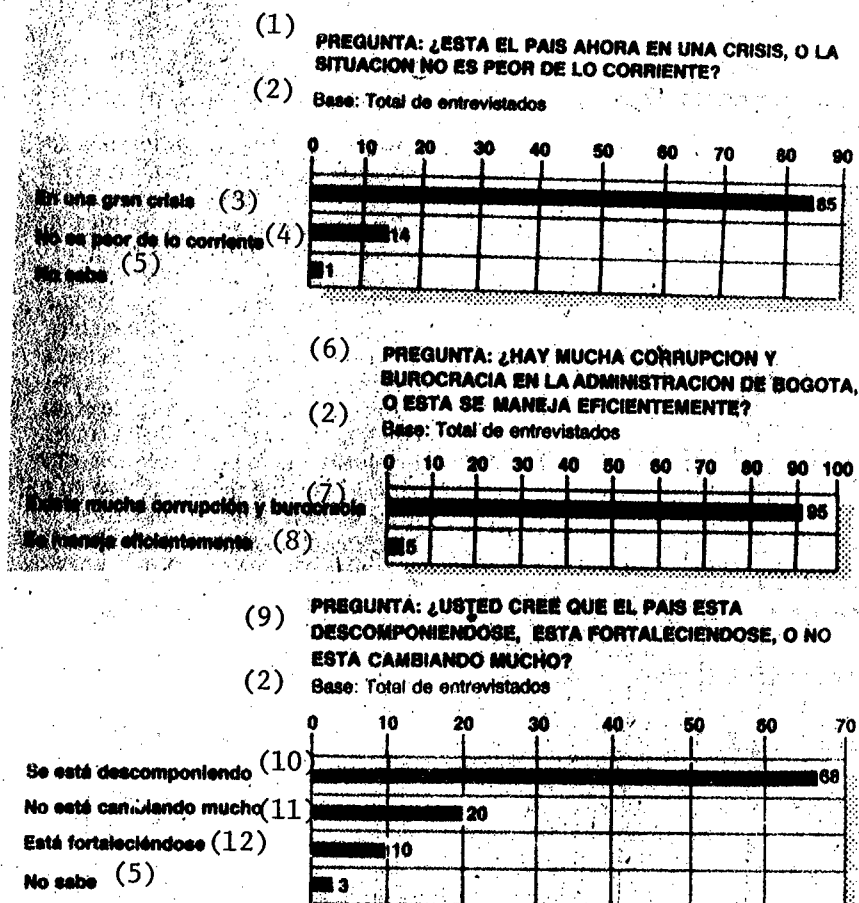 (1)
PREGUNTA: ¿ESTA EL PAIS AHORA EN UNA CRISIS, O LA
SITUACION NO ES PEOR DE LO CORRIENTE?
(2) Base: Total de entrevistados
0 10 20 30 40 50 60 70 80 90
En una gran crisis (3) 85
No es peor de lo corriente (4) 14
No sabe (5) 1
(6) PREGUNTA: ¿HAY MUCHA CORRUPCION Y
BUROCRACIA EN LA ADMINISTRACION DE BOGOTA,
O ESTA SE MANEJA EFICIENTEMENTE?
(2) Base: Total de entrevistados
0 10 20 30 40 50 60 70 80 90 100
(7)
Existe mucha corrupción y burocracia 95
Se maneja eficientemente (8) 5
(9) PREGUNTA: ¿USTED CREE QUE EL PAIS ESTA
DESCOMPONIENDOSE, ESTA FORTALECIENDOSE, O NO
ESTA CAMBIANDO MUCHO?
(2) Base: Total de entrevistados
0 10 20 30 40 50 60 70
Se está descomponiendo (10) 68
No está cambiando mucho (11) 20
Está fortaleciéndose (12) 10
No sabe (5) 3